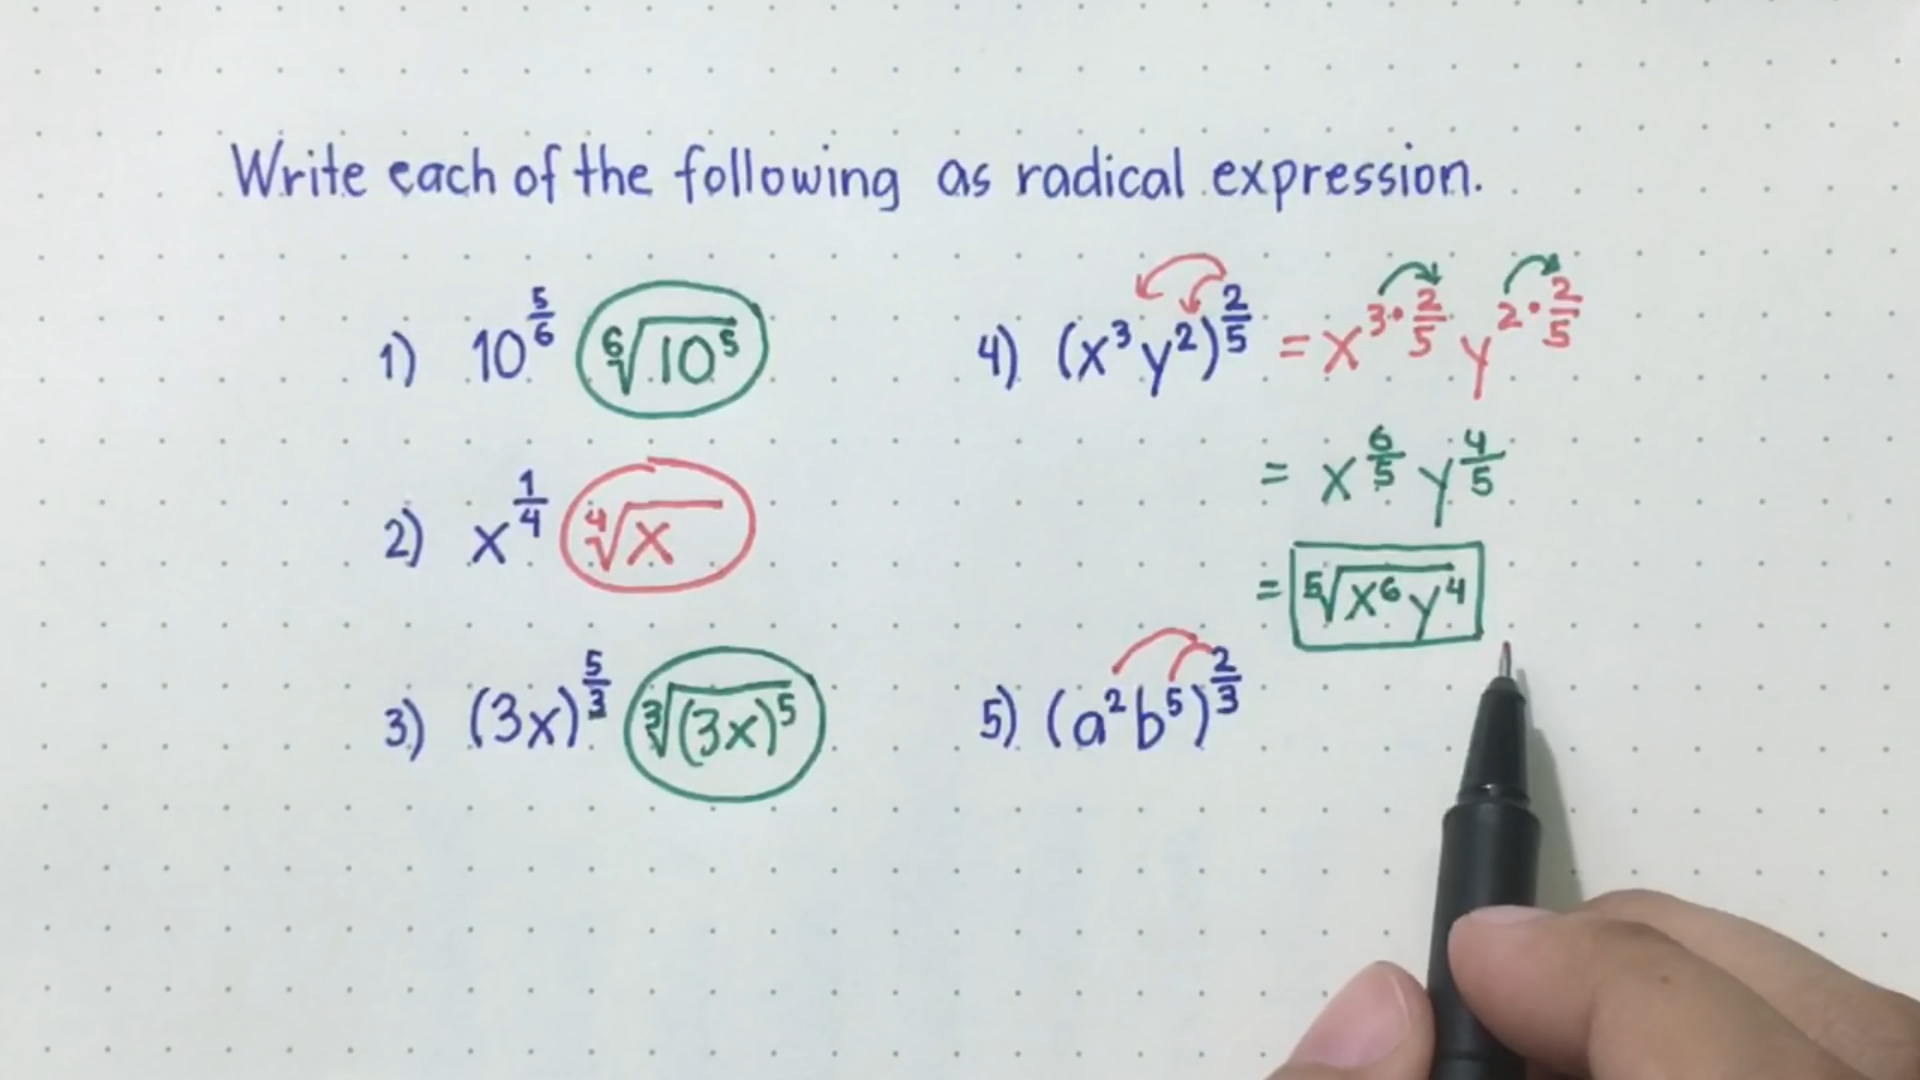 Write each of the following as radical expression.
1) 10^(5/6) ⁶√(10⁵)
2) x^(1/4) ⁴√x
3) (3x)^(5/3) ³√((3x)⁵)
4) (x³y²)^(2/5) = x^(3·2/5) y^(2·2/5)
= x^(6/5) y^(4/5)
= ⁵√(x⁶y⁴)
5) (a²b⁵)^(2/3)